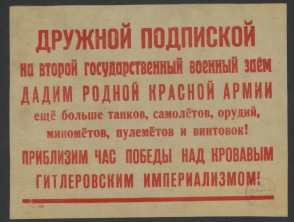 ДРУЖНОЙ ПОДПИСКОЙ
на второй государственный военный заём
ДАДИМ РОДНОЙ КРАСНОЙ АРМИИ
ещё больше танков, самолётов, орудий,
миномётов, пулемётов и винтовок!
ПРИБЛИЗИМ ЧАС ПОБЕДЫ НАД КРОВАВЫМ
ГИТЛЕРОВСКИМ ИМПЕРИАЛИЗМОМ!